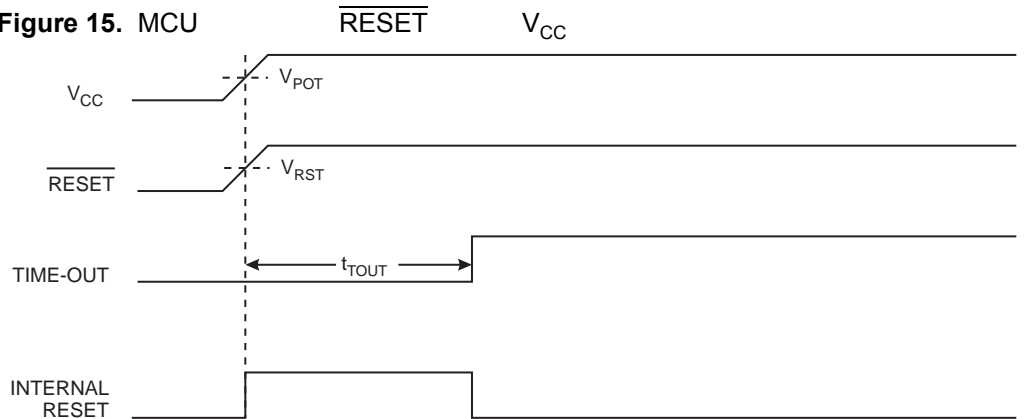 Figure 15. MCU RESET VCC
VPOT
VCC
VRST
RESET
tTOUT
TIME-OUT
INTERNAL
RESET